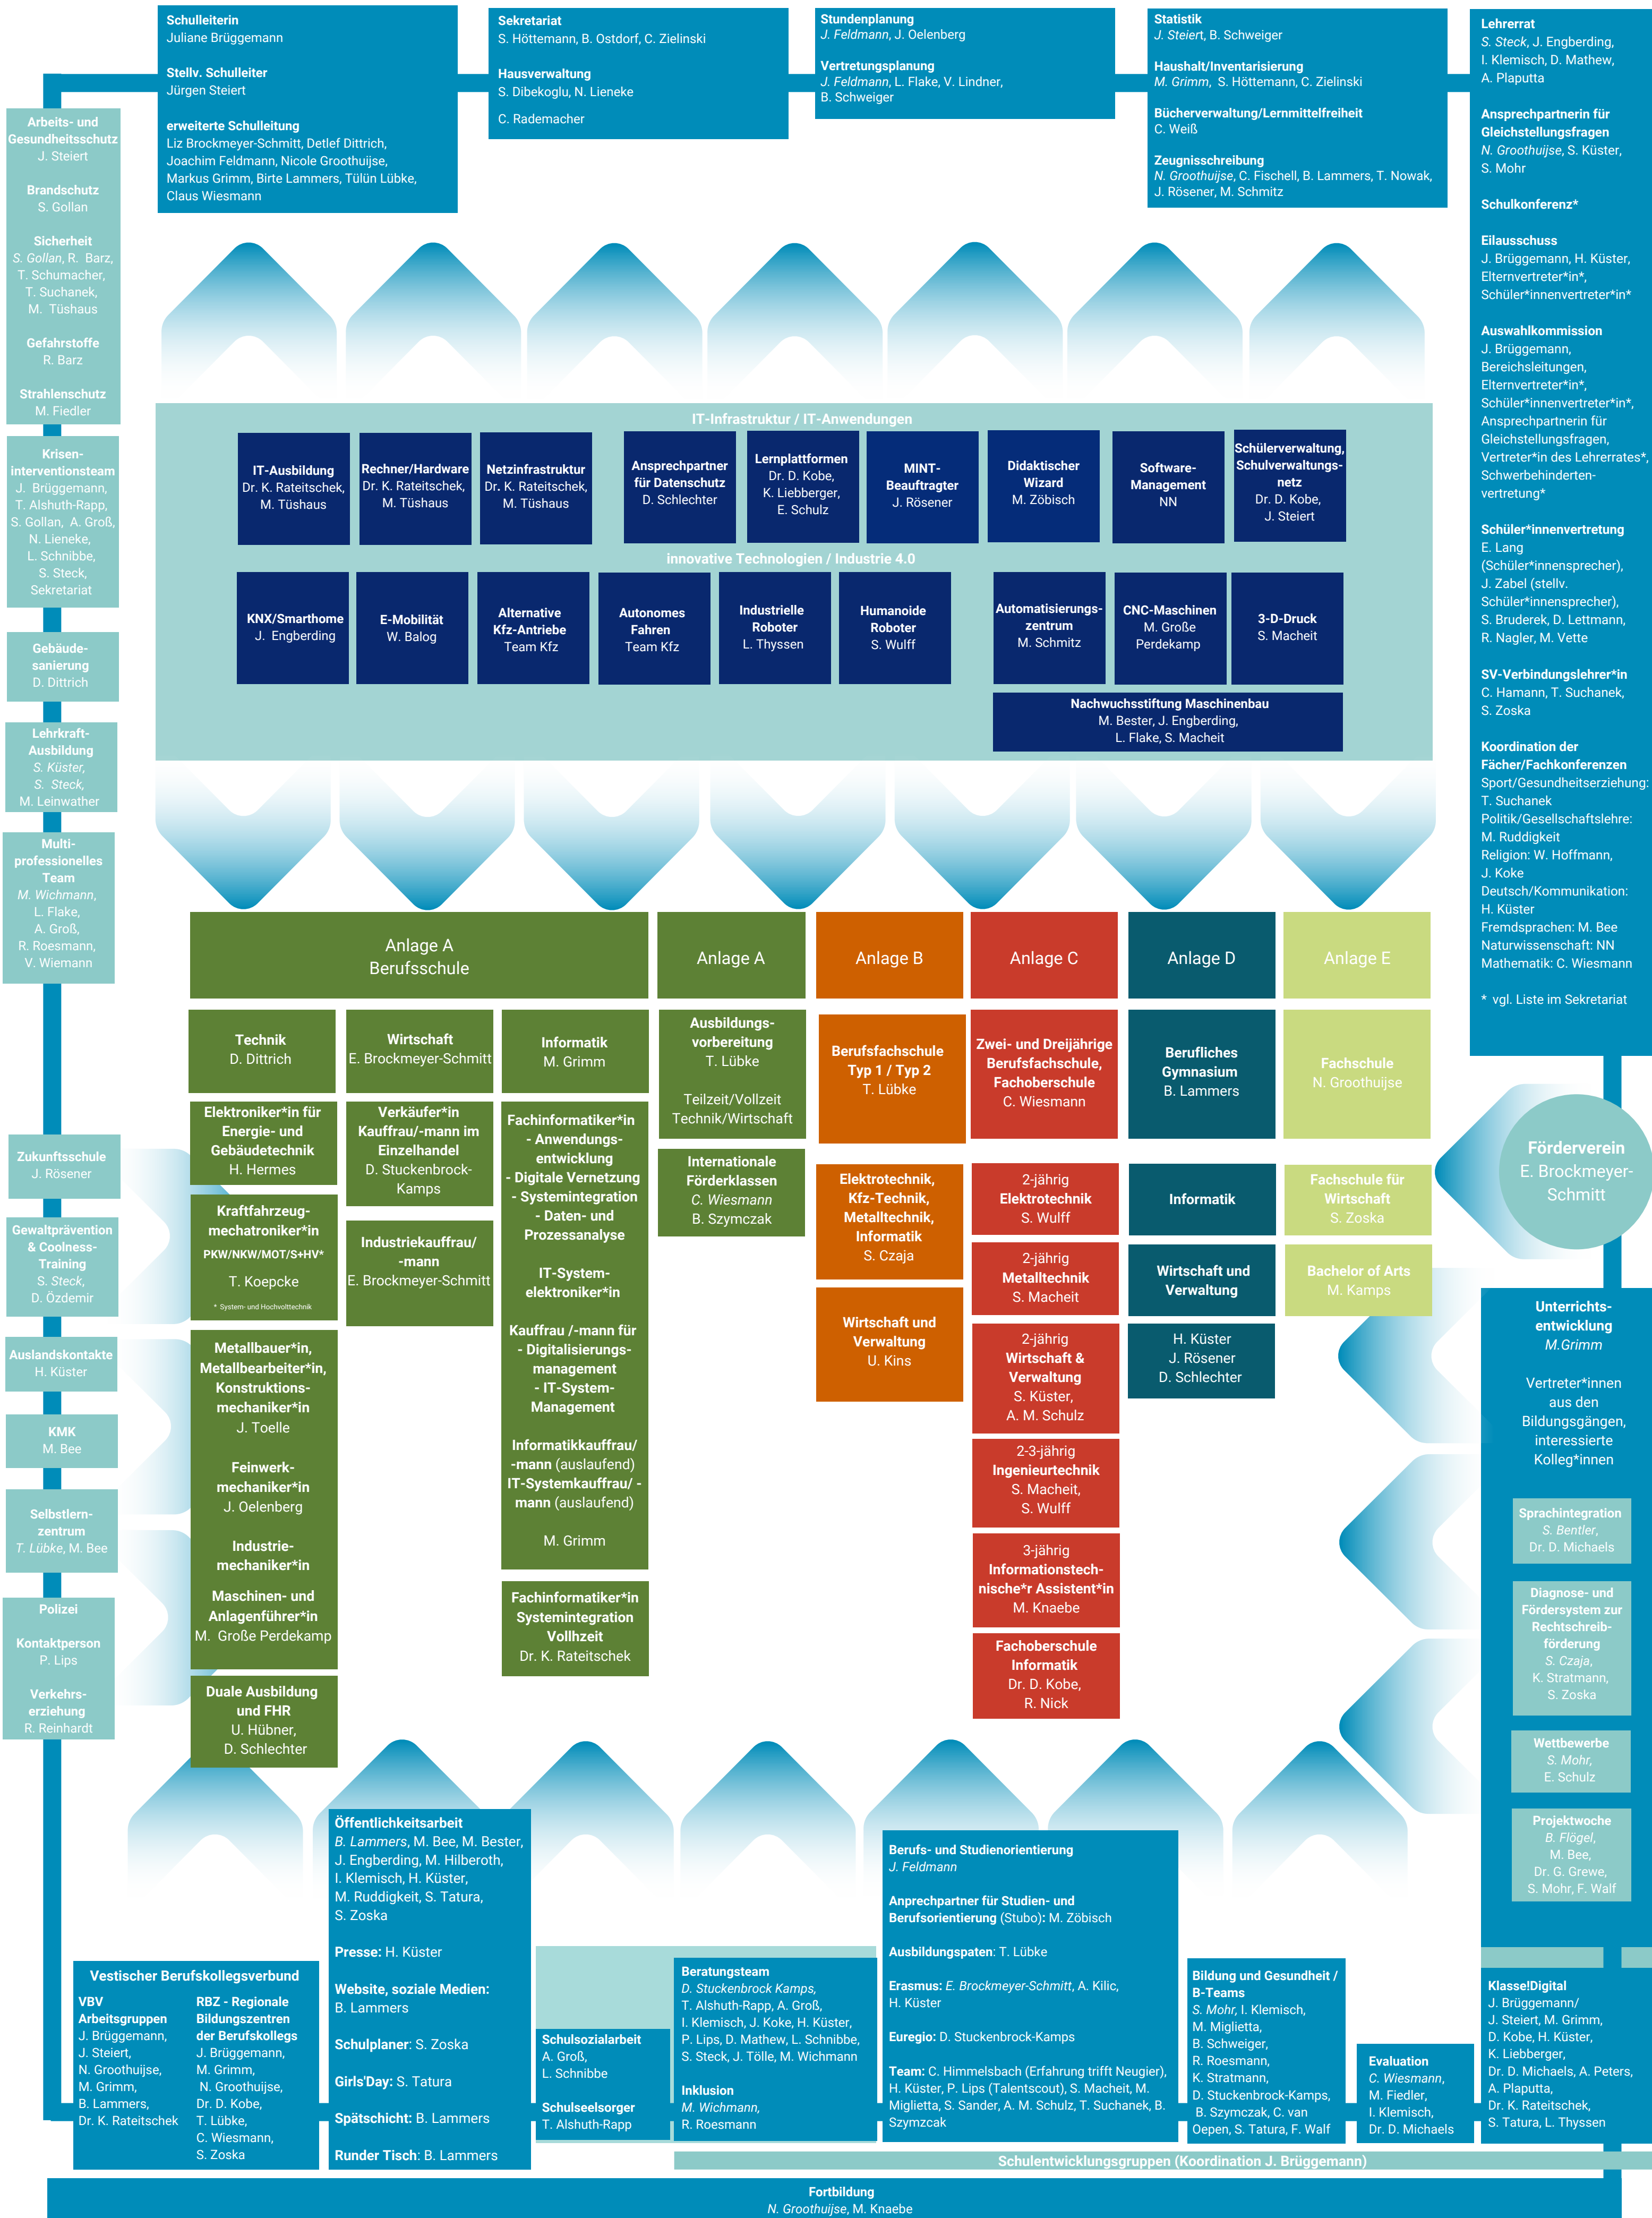 Schulleiterin
Juliane Brüggemann
Stellv. Schulleiter
Jürgen Steiert
erweiterte Schulleitung
Liz Brockmeyer-Schmitt, Detlef Dittrich,
Joachim Feldmann, Nicole Groothuijse,
Markus Grimm, Birte Lammers, Tülün Lübke,
Claus Wiesmann
Sekretariat
S. Höttemann, B. Ostdorf, C. Zielinski
Hausverwaltung
S. Dibekoglu, N. Lieneke
C. Rademacher
Stundenplanung
J. Feldmann, J. Oelenberg
Vertretungsplanung
J. Feldmann, L. Flake, V. Lindner,
B. Schweiger
Statistik
J. Steiert, B. Schweiger
Haushalt/Inventarisierung
M. Grimm, S. Höttemann, C. Zielinski
Bücherverwaltung/Lernmittelfreiheit
C. Weiß
Zeugnisschreibung
N. Groothuijse, C. Fischell, B. Lammers, T. Nowak,
J. Rösener, M. Schmitz
Lehrerrat
S. Steck, J. Engberding,
I. Klemisch, D. Mathew,
A. Plaputta
Ansprechpartnerin für
Gleichstellungsfragen
N. Groothuijse, S. Küster,
S. Mohr
Schulkonferenz*
Eilausschuss
J. Brüggemann, H. Küster,
Elternvertreter*in*,
Schüler*innenvertreter*in*
Auswahlkommission
J. Brüggemann,
Bereichsleitungen,
Elternvertreter*in*,
Schüler*innenvertreter*in*,
Ansprechpartnerin für
Gleichstellungsfragen,
Vertreter*in des Lehrerrates*,
Schwerbehinderten-
vertretung*
Schüler*innenvertretung
E. Lang
(Schüler*innensprecher),
J. Zabel (stellv.
Schüler*innensprecher),
S. Bruderek, D. Lettmann,
R. Nagler, M. Vette
SV-Verbindungslehrer*in
C. Hamann, T. Suchanek,
S. Zoska
Koordination der
Fächer/Fachkonferenzen
Sport/Gesundheitserziehung:
T. Suchanek
Politik/Gesellschaftslehre:
M. Ruddigkeit
Religion: W. Hoffmann,
J. Koke
Deutsch/Kommunikation:
H. Küster
Fremdsprachen: M. Bee
Naturwissenschaft: NN
Mathematik: C. Wiesmann
* vgl. Liste im Sekretariat
Arbeits- und
Gesundheitsschutz
J. Steiert
Brandschutz
S. Gollan
Sicherheit
S. Gollan, R. Barz,
T. Schumacher,
T. Suchanek,
M. Tüshaus
Gefahrstoffe
R. Barz
Strahlenschutz
M. Fiedler
Krisen-
interventionsteam
J. Brüggemann,
T. Alshuth-Rapp,
S. Gollan, A. Groß,
N. Lieneke,
L. Schnibbe,
S. Steck,
Sekretariat
Gebäude-
sanierung
D. Dittrich
Lehrkraft-
Ausbildung
S. Küster,
S. Steck,
M. Leinwather
Multi-
professionelles
Team
M. Wichmann,
L. Flake,
A. Groß,
R. Roesmann,
V. Wiemann
Zukunftsschule
J. Rösener
Gewaltprävention
& Coolness-
Training
S. Steck,
D. Özdemir
Auslandskontakte
H. Küster
KMK
M. Bee
Selbstlern-
zentrum
T. Lübke, M. Bee
Polizei
Kontaktperson
P. Lips
Verkehrs-
erziehung
R. Reinhardt
IT-Infrastruktur / IT-Anwendungen
IT-Ausbildung
Dr. K. Rateitschek,
M. Tüshaus
Rechner/Hardware
Dr. K. Rateitschek,
M. Tüshaus
Netzinfrastruktur
Dr. K. Rateitschek,
M. Tüshaus
Ansprechpartner
für Datenschutz
D. Schlechter
Lernplattformen
Dr. D. Kobe,
K. Liebberger,
E. Schulz
MINT-
Beauftragter
J. Rösener
Didaktischer
Wizard
M. Zöbisch
Software-
Management
NN
Schülerverwaltung,
Schulverwaltungs-
netz
Dr. D. Kobe,
J. Steiert
innovative Technologien / Industrie 4.0
KNX/Smarthome
J. Engberding
E-Mobilität
W. Balog
Alternative
Kfz-Antriebe
Team Kfz
Autonomes
Fahren
Team Kfz
Industrielle
Roboter
L. Thyssen
Humanoide
Roboter
S. Wulff
Automatisierungs-
zentrum
M. Schmitz
CNC-Maschinen
M. Große
Perdekamp
3-D-Druck
S. Macheit
Nachwuchsstiftung Maschinenbau
M. Bester, J. Engberding,
L. Flake, S. Macheit
Anlage A
Berufsschule
Anlage A
Anlage B
Anlage C
Anlage D
Anlage E
Technik
D. Dittrich
Elektroniker*in für
Energie- und
Gebäudetechnik
H. Hermes
Kraftfahrzeug-
mechatroniker*in
PKW/NKW/MOT/S+HV*
T. Koepcke
* System- und Hochvolttechnik
Metallbauer*in,
Metallbearbeiter*in,
Konstruktions-
mechaniker*in
J. Toelle
Feinwerk-
mechaniker*in
J. Oelenberg
Industrie-
mechaniker*in
Maschinen- und
Anlagenführer*in
M. Große Perdekamp
Duale Ausbildung
und FHR
U. Hübner,
D. Schlechter
Wirtschaft
E. Brockmeyer-Schmitt
Verkäufer*in
Kauffrau/-mann im
Einzelhandel
D. Stuckenbrock-
Kamps
Industriekauffrau/
-mann
E. Brockmeyer-Schmitt
Informatik
M. Grimm
Fachinformatiker*in
- Anwendungs-
entwicklung
- Digitale Vernetzung
- Systemintegration
- Daten- und
Prozessanalyse
IT-System-
elektroniker*in
Kauffrau /-mann für
- Digitalisierungs-
management
- IT-System-
Management
Informatikkauffrau/
-mann (auslaufend)
IT-Systemkauffrau/ -
mann (auslaufend)
M. Grimm
Fachinformatiker*in
Systemintegration
Vollhzeit
Dr. K. Rateitschek
Ausbildungs-
vorbereitung
T. Lübke
Teilzeit/Vollzeit
Technik/Wirtschaft
Internationale
Förderklassen
C. Wiesmann
B. Szymczak
Berufsfachschule
Typ 1 / Typ 2
T. Lübke
Elektrotechnik,
Kfz-Technik,
Metalltechnik,
Informatik
S. Czaja
Wirtschaft und
Verwaltung
U. Kins
Zwei- und Dreijährige
Berufsfachschule,
Fachoberschule
C. Wiesmann
2-jährig
Elektrotechnik
S. Wulff
2-jährig
Metalltechnik
S. Macheit
2-jährig
Wirtschaft &
Verwaltung
S. Küster,
A. M. Schulz
2-3-jährig
Ingenieurtechnik
S. Macheit,
S. Wulff
3-jährig
Informationstech-
nische*r Assistent*in
M. Knaebe
Fachoberschule
Informatik
Dr. D. Kobe,
R. Nick
Berufliches
Gymnasium
B. Lammers
Informatik
Wirtschaft und
Verwaltung
H. Küster
J. Rösener
D. Schlechter
Fachschule
N. Groothuijse
Fachschule für
Wirtschaft
S. Zoska
Bachelor of Arts
M. Kamps
Förderverein
E. Brockmeyer-
Schmitt
Unterrichts-
entwicklung
M.Grimm
Vertreter*innen
aus den
Bildungsgängen,
interessierte
Kolleg*innen
Sprachintegration
S. Bentler,
Dr. D. Michaels
Diagnose- und
Fördersystem zur
Rechtschreib-
förderung
S. Czaja,
K. Stratmann,
S. Zoska
Wettbewerbe
S. Mohr,
E. Schulz
Projektwoche
B. Flögel,
M. Bee,
Dr. G. Grewe,
S. Mohr, F. Walf
Vestischer Berufskollegsverbund
VBV
Arbeitsgruppen
J. Brüggemann,
J. Steiert,
N. Groothuijse,
M. Grimm,
B. Lammers,
Dr. K. Rateitschek
RBZ - Regionale
Bildungszentren
der Berufskollegs
J. Brüggemann,
M. Grimm,
N. Groothuijse,
Dr. D. Kobe,
T. Lübke,
C. Wiesmann,
S. Zoska
Öffentlichkeitsarbeit
B. Lammers, M. Bee, M. Bester,
J. Engberding, M. Hilberoth,
I. Klemisch, H. Küster,
M. Ruddigkeit, S. Tatura,
S. Zoska
Presse: H. Küster
Website, soziale Medien:
B. Lammers
Schulplaner: S. Zoska
Girls'Day: S. Tatura
Spätschicht: B. Lammers
Runder Tisch: B. Lammers
Schulsozialarbeit
A. Groß,
L. Schnibbe
Schulseelsorger
T. Alshuth-Rapp
Beratungsteam
D. Stuckenbrock Kamps,
T. Alshuth-Rapp, A. Groß,
I. Klemisch, J. Koke, H. Küster,
P. Lips, D. Mathew, L. Schnibbe,
S. Steck, J. Tölle, M. Wichmann
Inklusion
M. Wichmann,
R. Roesmann
Berufs- und Studienorientierung
J. Feldmann
Anprechpartner für Studien- und
Berufsorientierung (Stubo): M. Zöbisch
Ausbildungspaten: T. Lübke
Erasmus: E. Brockmeyer-Schmitt, A. Kilic,
H. Küster
Euregio: D. Stuckenbrock-Kamps
Team: C. Himmelsbach (Erfahrung trifft Neugier),
H. Küster, P. Lips (Talentscout), S. Macheit, M.
Miglietta, S. Sander, A. M. Schulz, T. Suchanek, B.
Szymzcak
Bildung und Gesundheit /
B-Teams
S. Mohr, I. Klemisch,
M. Miglietta,
B. Schweiger,
R. Roesmann,
K. Stratmann,
D. Stuckenbrock-Kamps,
B. Szymczak, C. van
Oepen, S. Tatura, F. Walf
Evaluation
C. Wiesmann,
M. Fiedler,
I. Klemisch,
Dr. D. Michaels
Klasse!Digital
J. Brüggemann/
J. Steiert, M. Grimm,
D. Kobe, H. Küster,
K. Liebberger,
Dr. D. Michaels, A. Peters,
A. Plaputta,
Dr. K. Rateitschek,
S. Tatura, L. Thyssen
Schulentwicklungsgruppen (Koordination J. Brüggemann)
Fortbildung
N. Groothuijse, M. Knaebe